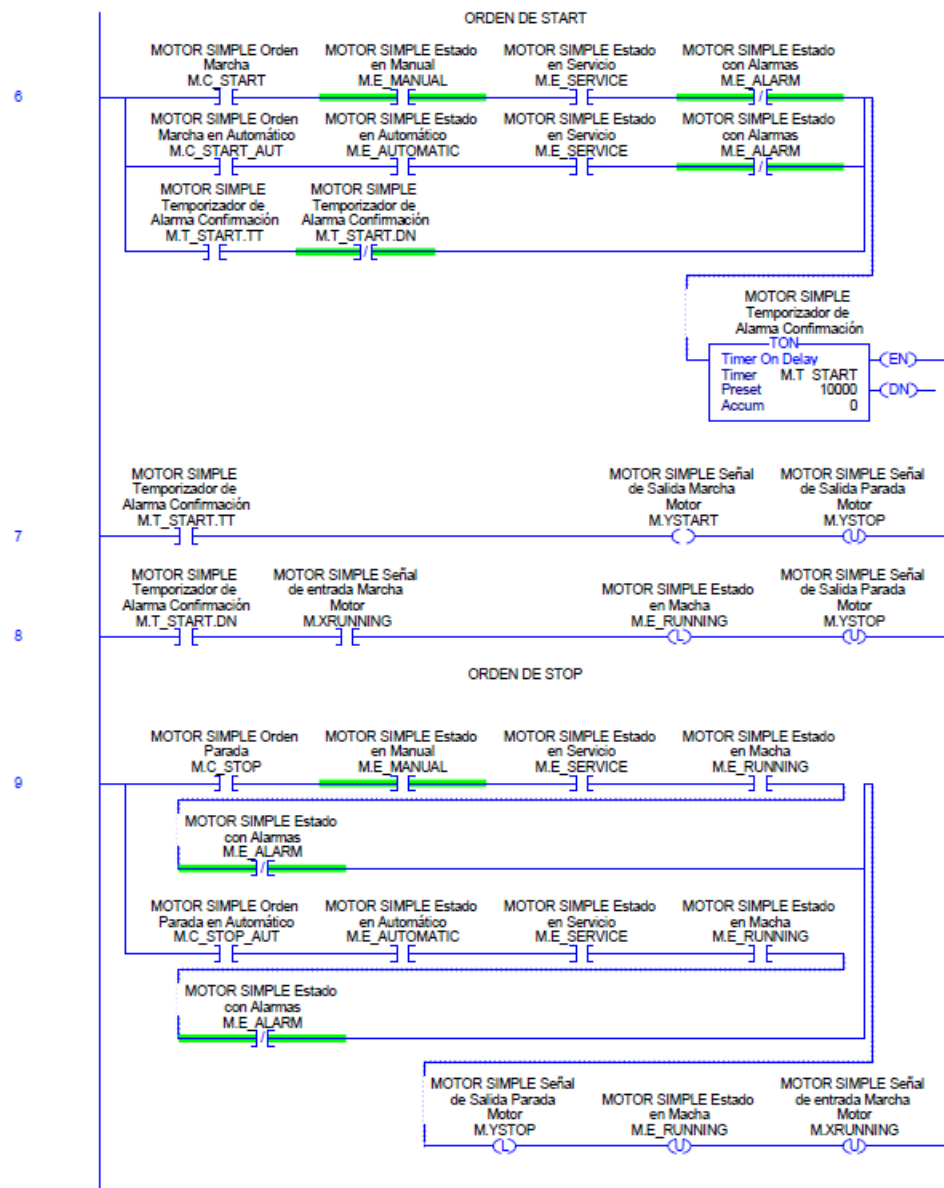 ORDEN DE START
6
MOTOR SIMPLE Orden
Marcha
M.C_START
MOTOR SIMPLE Estado
en Manual
M.E_MANUAL
MOTOR SIMPLE Estado
en Servicio
M.E_SERVICE
MOTOR SIMPLE Estado
con Alarmas
M.E_ALARM
MOTOR SIMPLE Orden
Marcha en Automático
M.C_START_AUT
MOTOR SIMPLE Estado
en Automático
M.E_AUTOMATIC
MOTOR SIMPLE Estado
en Servicio
M.E_SERVICE
MOTOR SIMPLE Estado
con Alarmas
M.E_ALARM
MOTOR SIMPLE
Temporizador de
Alarma Confirmación
M.T_START.TT
MOTOR SIMPLE
Temporizador de
Alarma Confirmación
M.T_START.DN
MOTOR SIMPLE
Temporizador de
Alarma Confirmación
TON
Timer On Delay
Timer M.T_START
Preset 10000
Accum 0
EN
DN
7
MOTOR SIMPLE
Temporizador de
Alarma Confirmación
M.T_START.TT
MOTOR SIMPLE Señal
de Salida Marcha
Motor
M.YSTART
MOTOR SIMPLE Señal
de Salida Parada
Motor
M.YSTOP
U
8
MOTOR SIMPLE
Temporizador de
Alarma Confirmación
M.T_START.DN
MOTOR SIMPLE Señal
de entrada Marcha
Motor
M.XRUNNING
MOTOR SIMPLE Estado
en Macha
M.E_RUNNING
L
MOTOR SIMPLE Señal
de Salida Parada
Motor
M.YSTOP
U
ORDEN DE STOP
9
MOTOR SIMPLE Orden
Parada
M.C_STOP
MOTOR SIMPLE Estado
en Manual
M.E_MANUAL
MOTOR SIMPLE Estado
en Servicio
M.E_SERVICE
MOTOR SIMPLE Estado
en Macha
M.E_RUNNING
MOTOR SIMPLE Estado
con Alarmas
M.E_ALARM
MOTOR SIMPLE Orden
Parada en Automático
M.C_STOP_AUT
MOTOR SIMPLE Estado
en Automático
M.E_AUTOMATIC
MOTOR SIMPLE Estado
en Servicio
M.E_SERVICE
MOTOR SIMPLE Estado
en Macha
M.E_RUNNING
MOTOR SIMPLE Estado
con Alarmas
M.E_ALARM
MOTOR SIMPLE Señal
de Salida Parada
Motor
M.YSTOP
L
MOTOR SIMPLE Estado
en Macha
M.E_RUNNING
U
MOTOR SIMPLE Señal
de entrada Marcha
Motor
M.XRUNNING
U